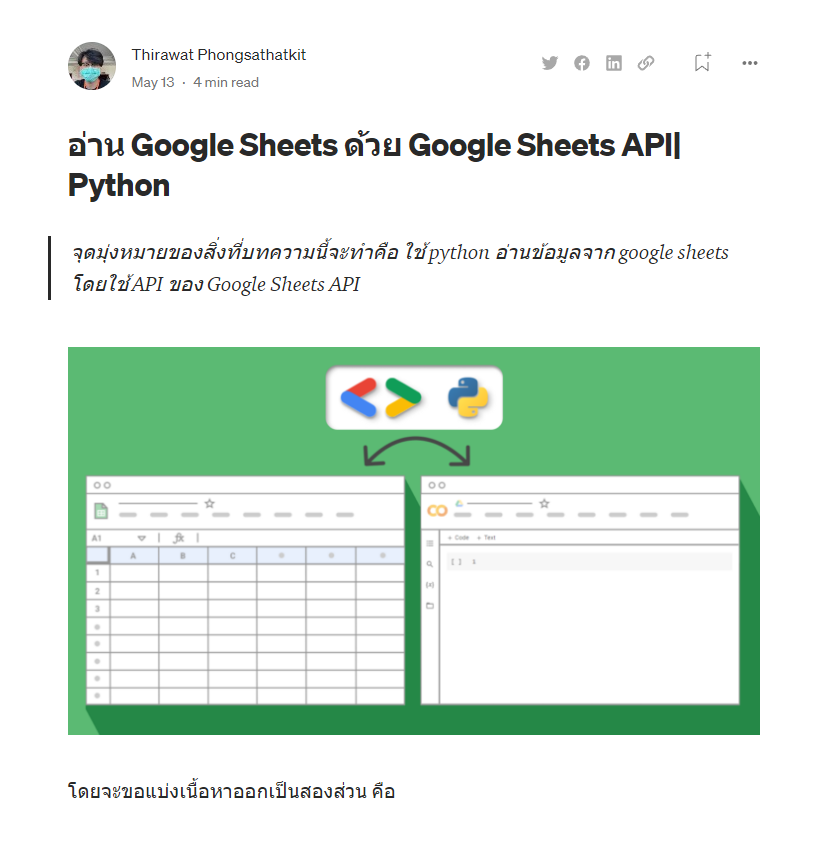 Thirawat Phongsathatkit
May 13 · 4 min read
อ่าน Google Sheets ด้วย Google Sheets API|
Python
จุดมุ่งหมายของสิ่งที่บทความนี้จะทำคือ ใช้ python อ่านข้อมูลจาก google sheets
โดยใช้ API ของ Google Sheets API
A1 fx
A B C
1
2
3
+ Code + Text
[ ] 1
{x}
โดยจะขอแบ่งเนื้อหาออกเป็นสองส่วน คือ